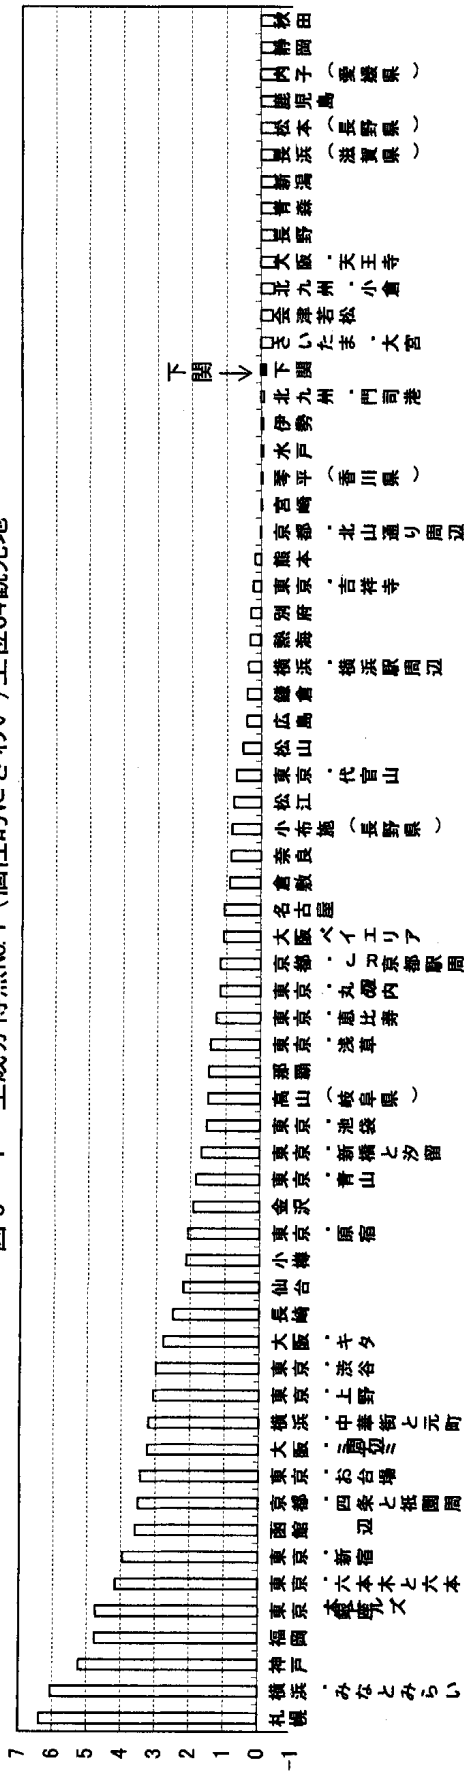 7
6
5
4
3
2
1
0
-1
下関
札幌
横浜・みなとみらい
神戸
福岡
東京・銀座
東京・六本木と六本木ヒルズ
東京・新宿
函館
京都・四条と祇園周辺
東京・お台場
大阪・
横浜・中華街と元町
東京・上野
東京・渋谷
大阪・キタ
長崎
仙台
小樽
東京・原宿
金沢
東京・青山
東京・新橋と汐留
東京・池袋
高山（岐阜県）
那覇
東京・浅草
東京・恵比寿
東京・丸の内
京都・JR京都駅周
大阪ベイエリア
名古屋
倉敷
奈良
小布施（長野県）
松江
東京・代官山
松山
広島
鎌倉
横浜・横浜駅周辺
熱海
別府
東京・吉祥寺
熊本
京都・北山通り周辺
宮崎
琴平（香川県）
水戸
伊勢
北九州・門司港
下関
さいたま・大宮
会津若松
北九州・小倉
大阪・天王寺
長野
青森
新潟
長浜（滋賀県）
松本（長野県）
鹿児島
内子（愛媛県）
静岡
秋田